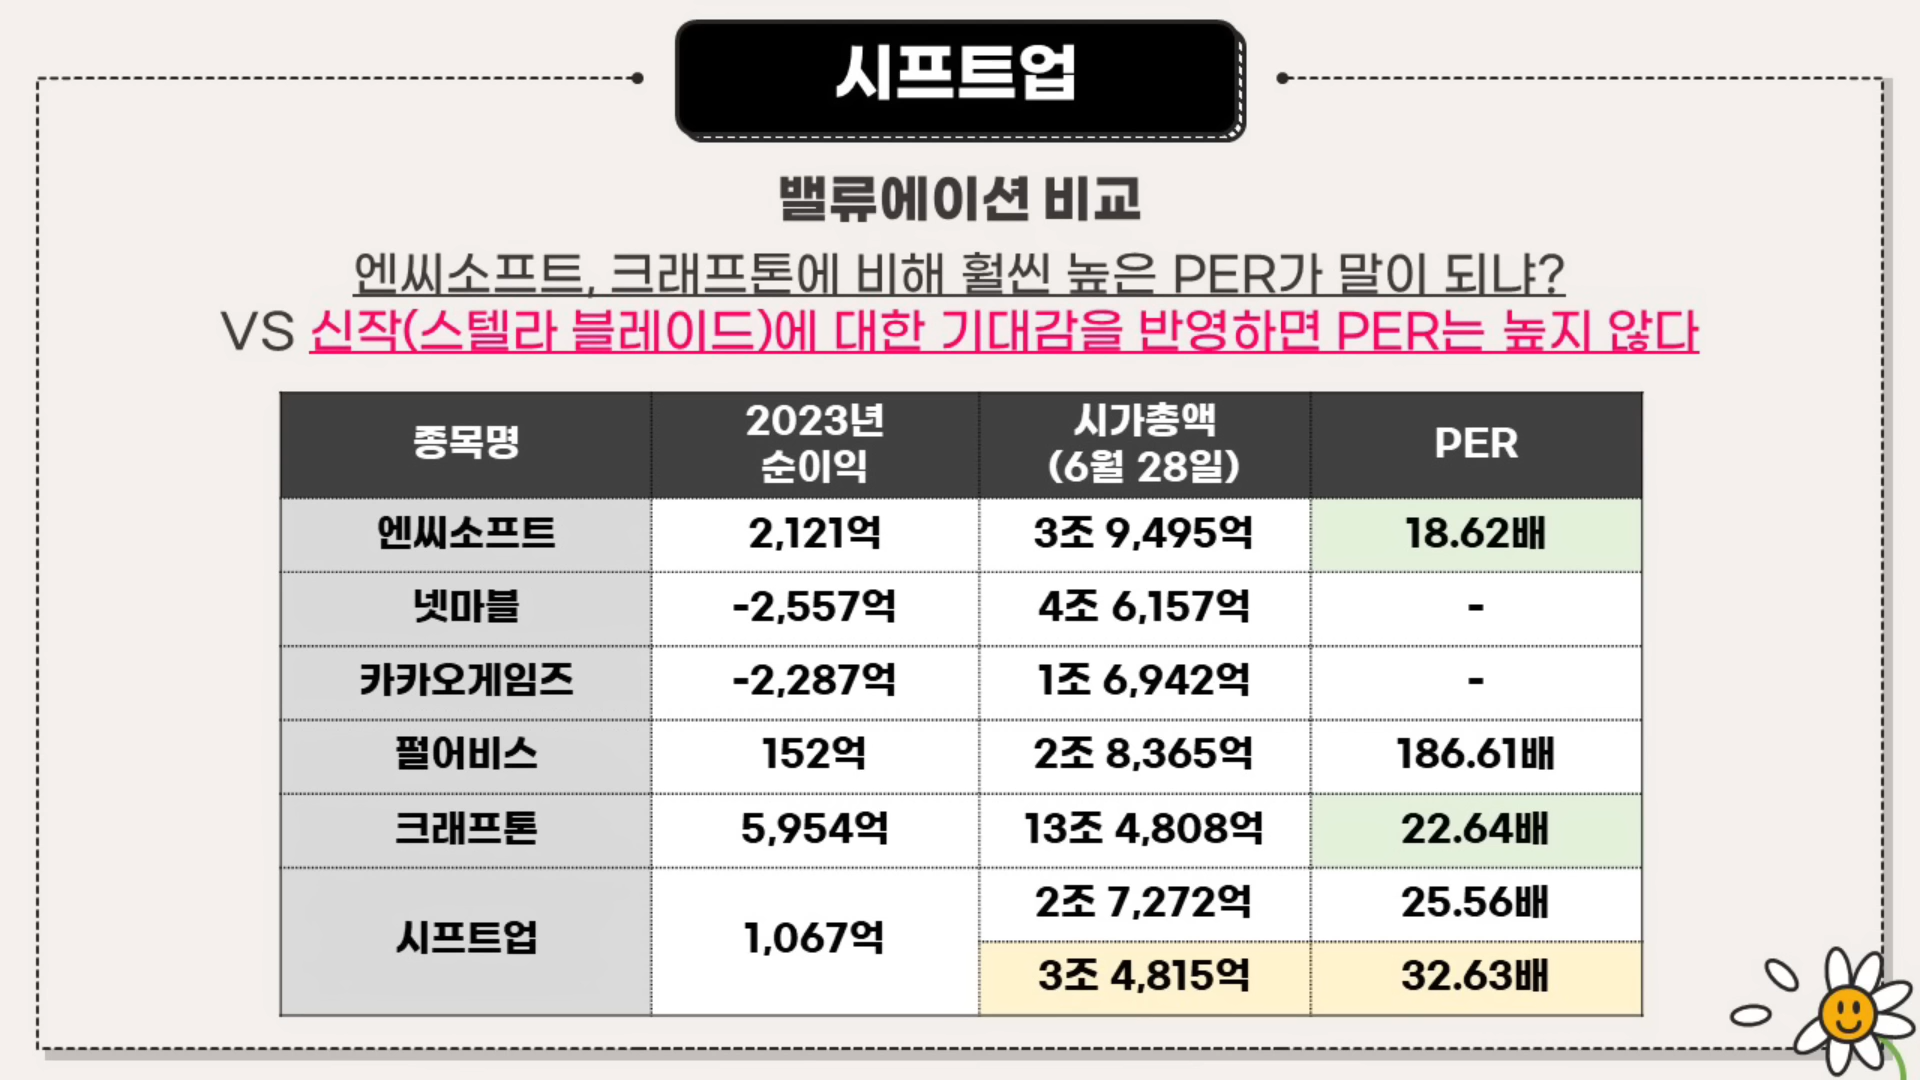 시프트업
밸류에이션 비교
엔씨소프트, 크래프톤에 비해 훨씬 높은 PER가 말이 되냐?
VS 신작(스텔라 블레이드)에 대한 기대감을 반영하면 PER는 높지 않다
종목명 2023년 순이익 시가총액 (6월 28일) PER
엔씨소프트 2,121억 3조 9,495억 18.62배
넷마블 -2,557억 4조 6,157억 -
카카오게임즈 -2,287억 1조 6,942억 -
펄어비스 152억 2조 8,365억 186.61배
크래프톤 5,954억 13조 4,808억 22.64배
시프트업 1,067억 2조 7,272억 25.56배
3조 4,815억 32.63배